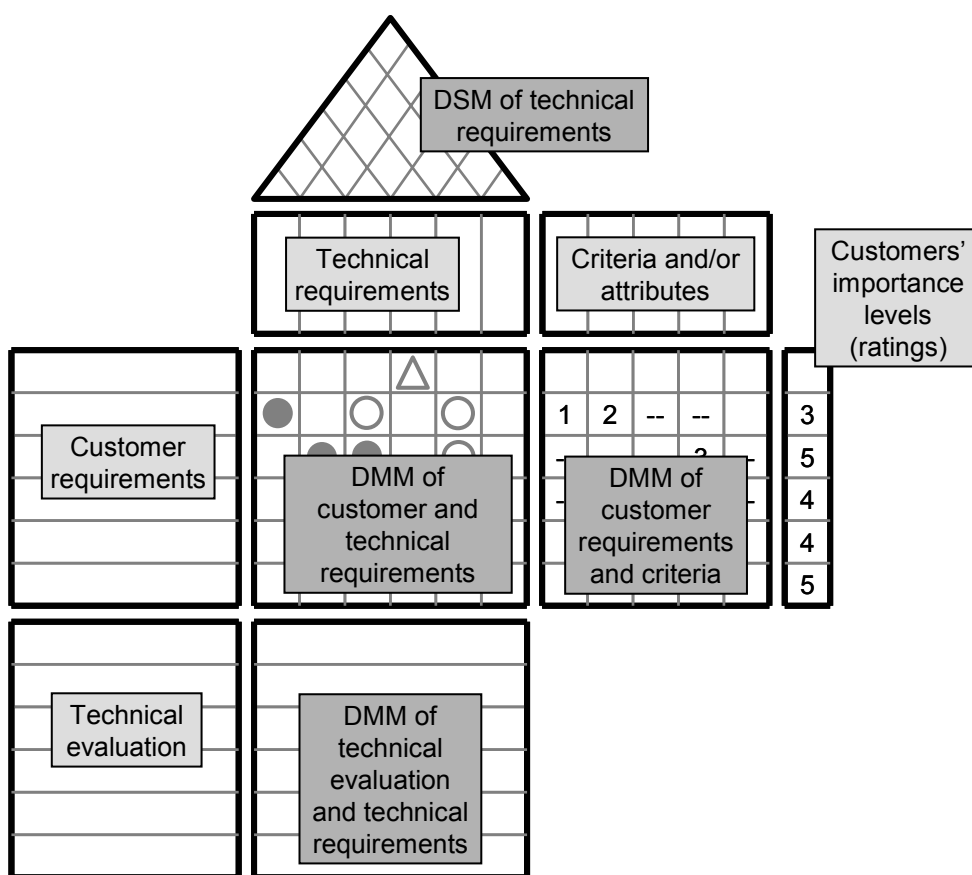 DSM of technical
requirements
Technical
requirements
Criteria and/or
attributes
Customers’
importance
levels
(ratings)
1 2 -- -- 3
Customer
requirements
5
DMM of
customer and
technical
requirements
DMM of
customer
requirements
and criteria
4
4
5
Technical
evaluation
DMM of
technical
evaluation
and technical
requirements